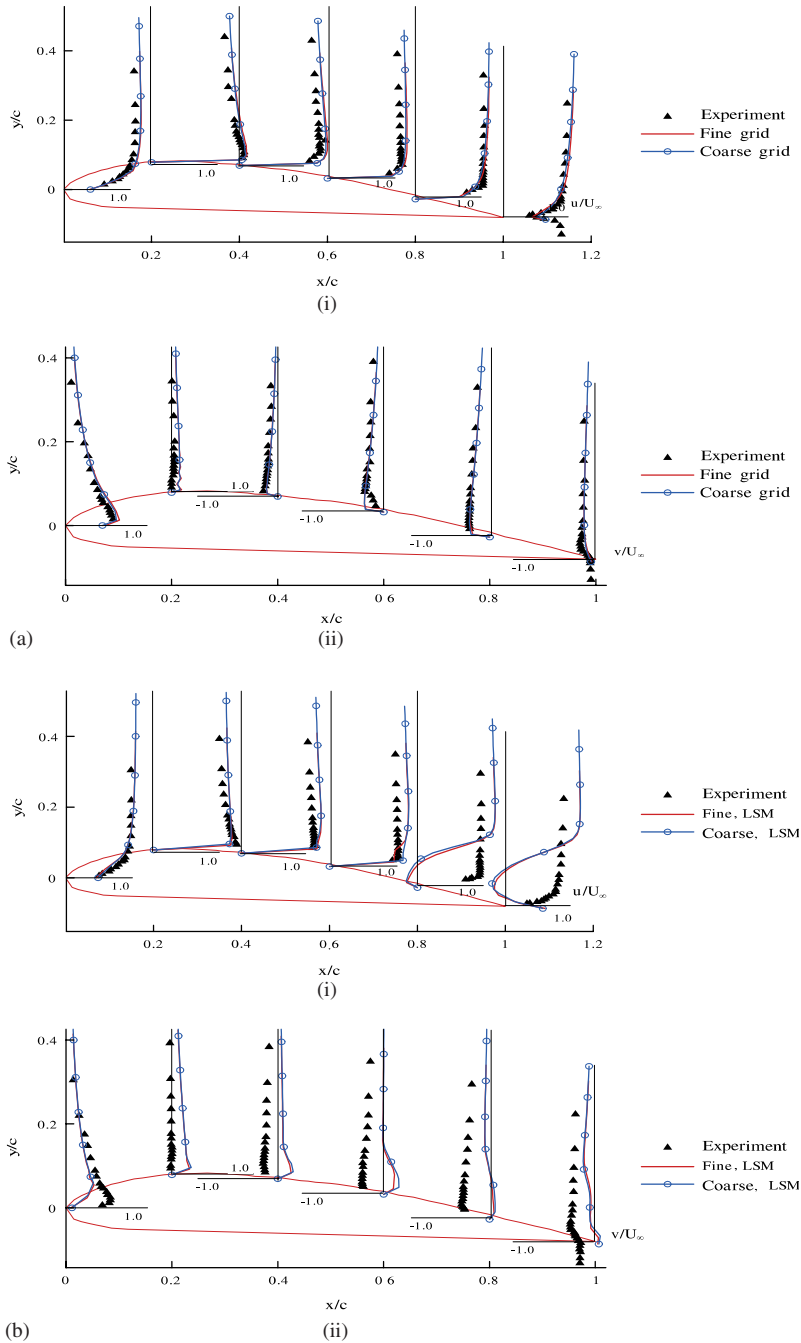 0.4
y/c
0.2
0
1.0
1.0
1.0
1.0
1.0
u/U∞
0.2
0.4
0.6
0.8
1
1.2
x/c
(i)
Experiment
Fine grid
Coarse grid
0.4
y/c
0.2
0
1.0
1.0
-1.0
-1.0
-1.0
-1.0
v/U∞
0
0.2
0.4
0 6
0.8
1
x/c
(a)
(ii)
Experiment
Fine grid
Coarse grid
0.4
y/c
0.2
0
1.0
1.0
1.0
1.0
1.0
1.0
u/U∞
0.2
0.4
0 6
0.8
1
1.2
x/c
(i)
Experiment
Fine, LSM
Coarse, LSM
0.4
y/c
0.2
0
1.0
1.0
-1.0
-1.0
-1.0
-1.0
v/U∞
0
0.2
0.4
0 6
0.8
1
x/c
(b)
(ii)
Experiment
Fine, LSM
Coarse, LSM